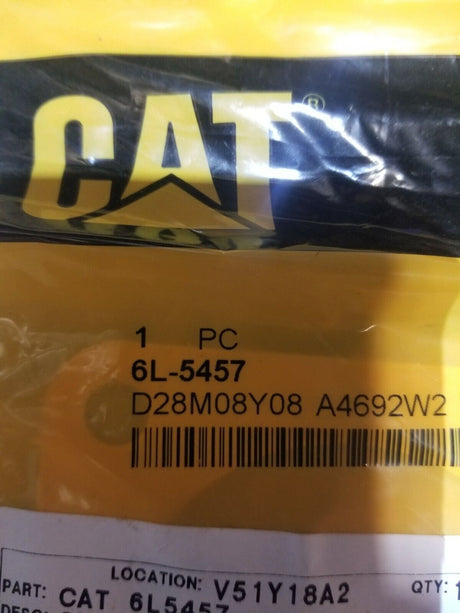 CAT®
1 PC
6L-5457
D28M08Y08 A4692W2
LOCATION: V51Y18A2 QTY: 1
PART: CAT 6L5457